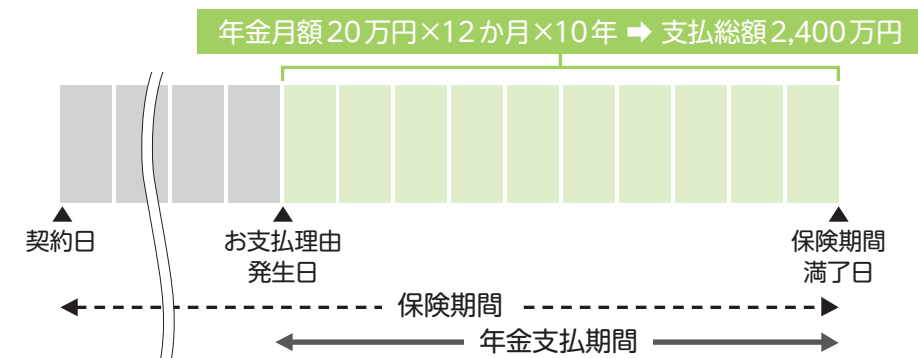 年金月額20万円×12か月×10年 ➡ 支払総額2,400万円
契約日
お支払理由
発生日
保険期間
満了日
保険期間
年金支払期間